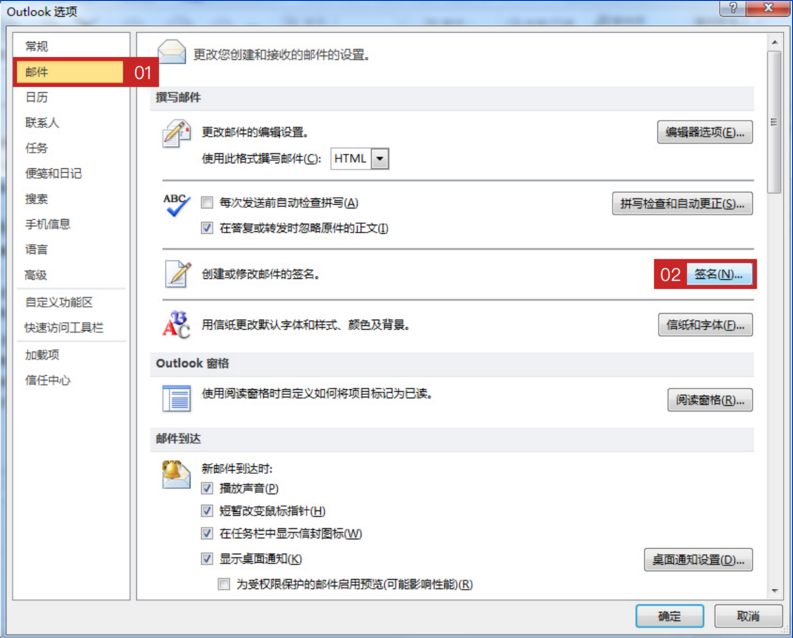 Outlook 选项
常规
邮件 01
日历
联系人
任务
便笺和日记
搜索
手机信息
语言
高级
自定义功能区
快速访问工具栏
加载项
信任中心
更改您创建和接收的邮件的设置。
撰写邮件
更改邮件的编辑设置。
编辑器选项(E)...
使用此格式撰写邮件(C): HTML
ABC
每次发送前自动检查拼写(A)
拼写检查和自动更正(S)...
在答复或转发时忽略原件的正文(I)
创建或修改邮件的签名。
02 签名(N)...
用信纸更改默认字体和样式、颜色及背景。
信纸和字体(F)...
Outlook 窗格
使用阅读窗格时自定义如何将项目标记为已读。
阅读窗格(R)...
邮件到达
新邮件到达时:
播放声音(P)
短暂改变鼠标指针(H)
在任务栏中显示信封图标(W)
显示桌面通知(K)
桌面通知设置(D)...
为受权限保护的邮件启用预览(可能影响性能)(R)
确定
取消